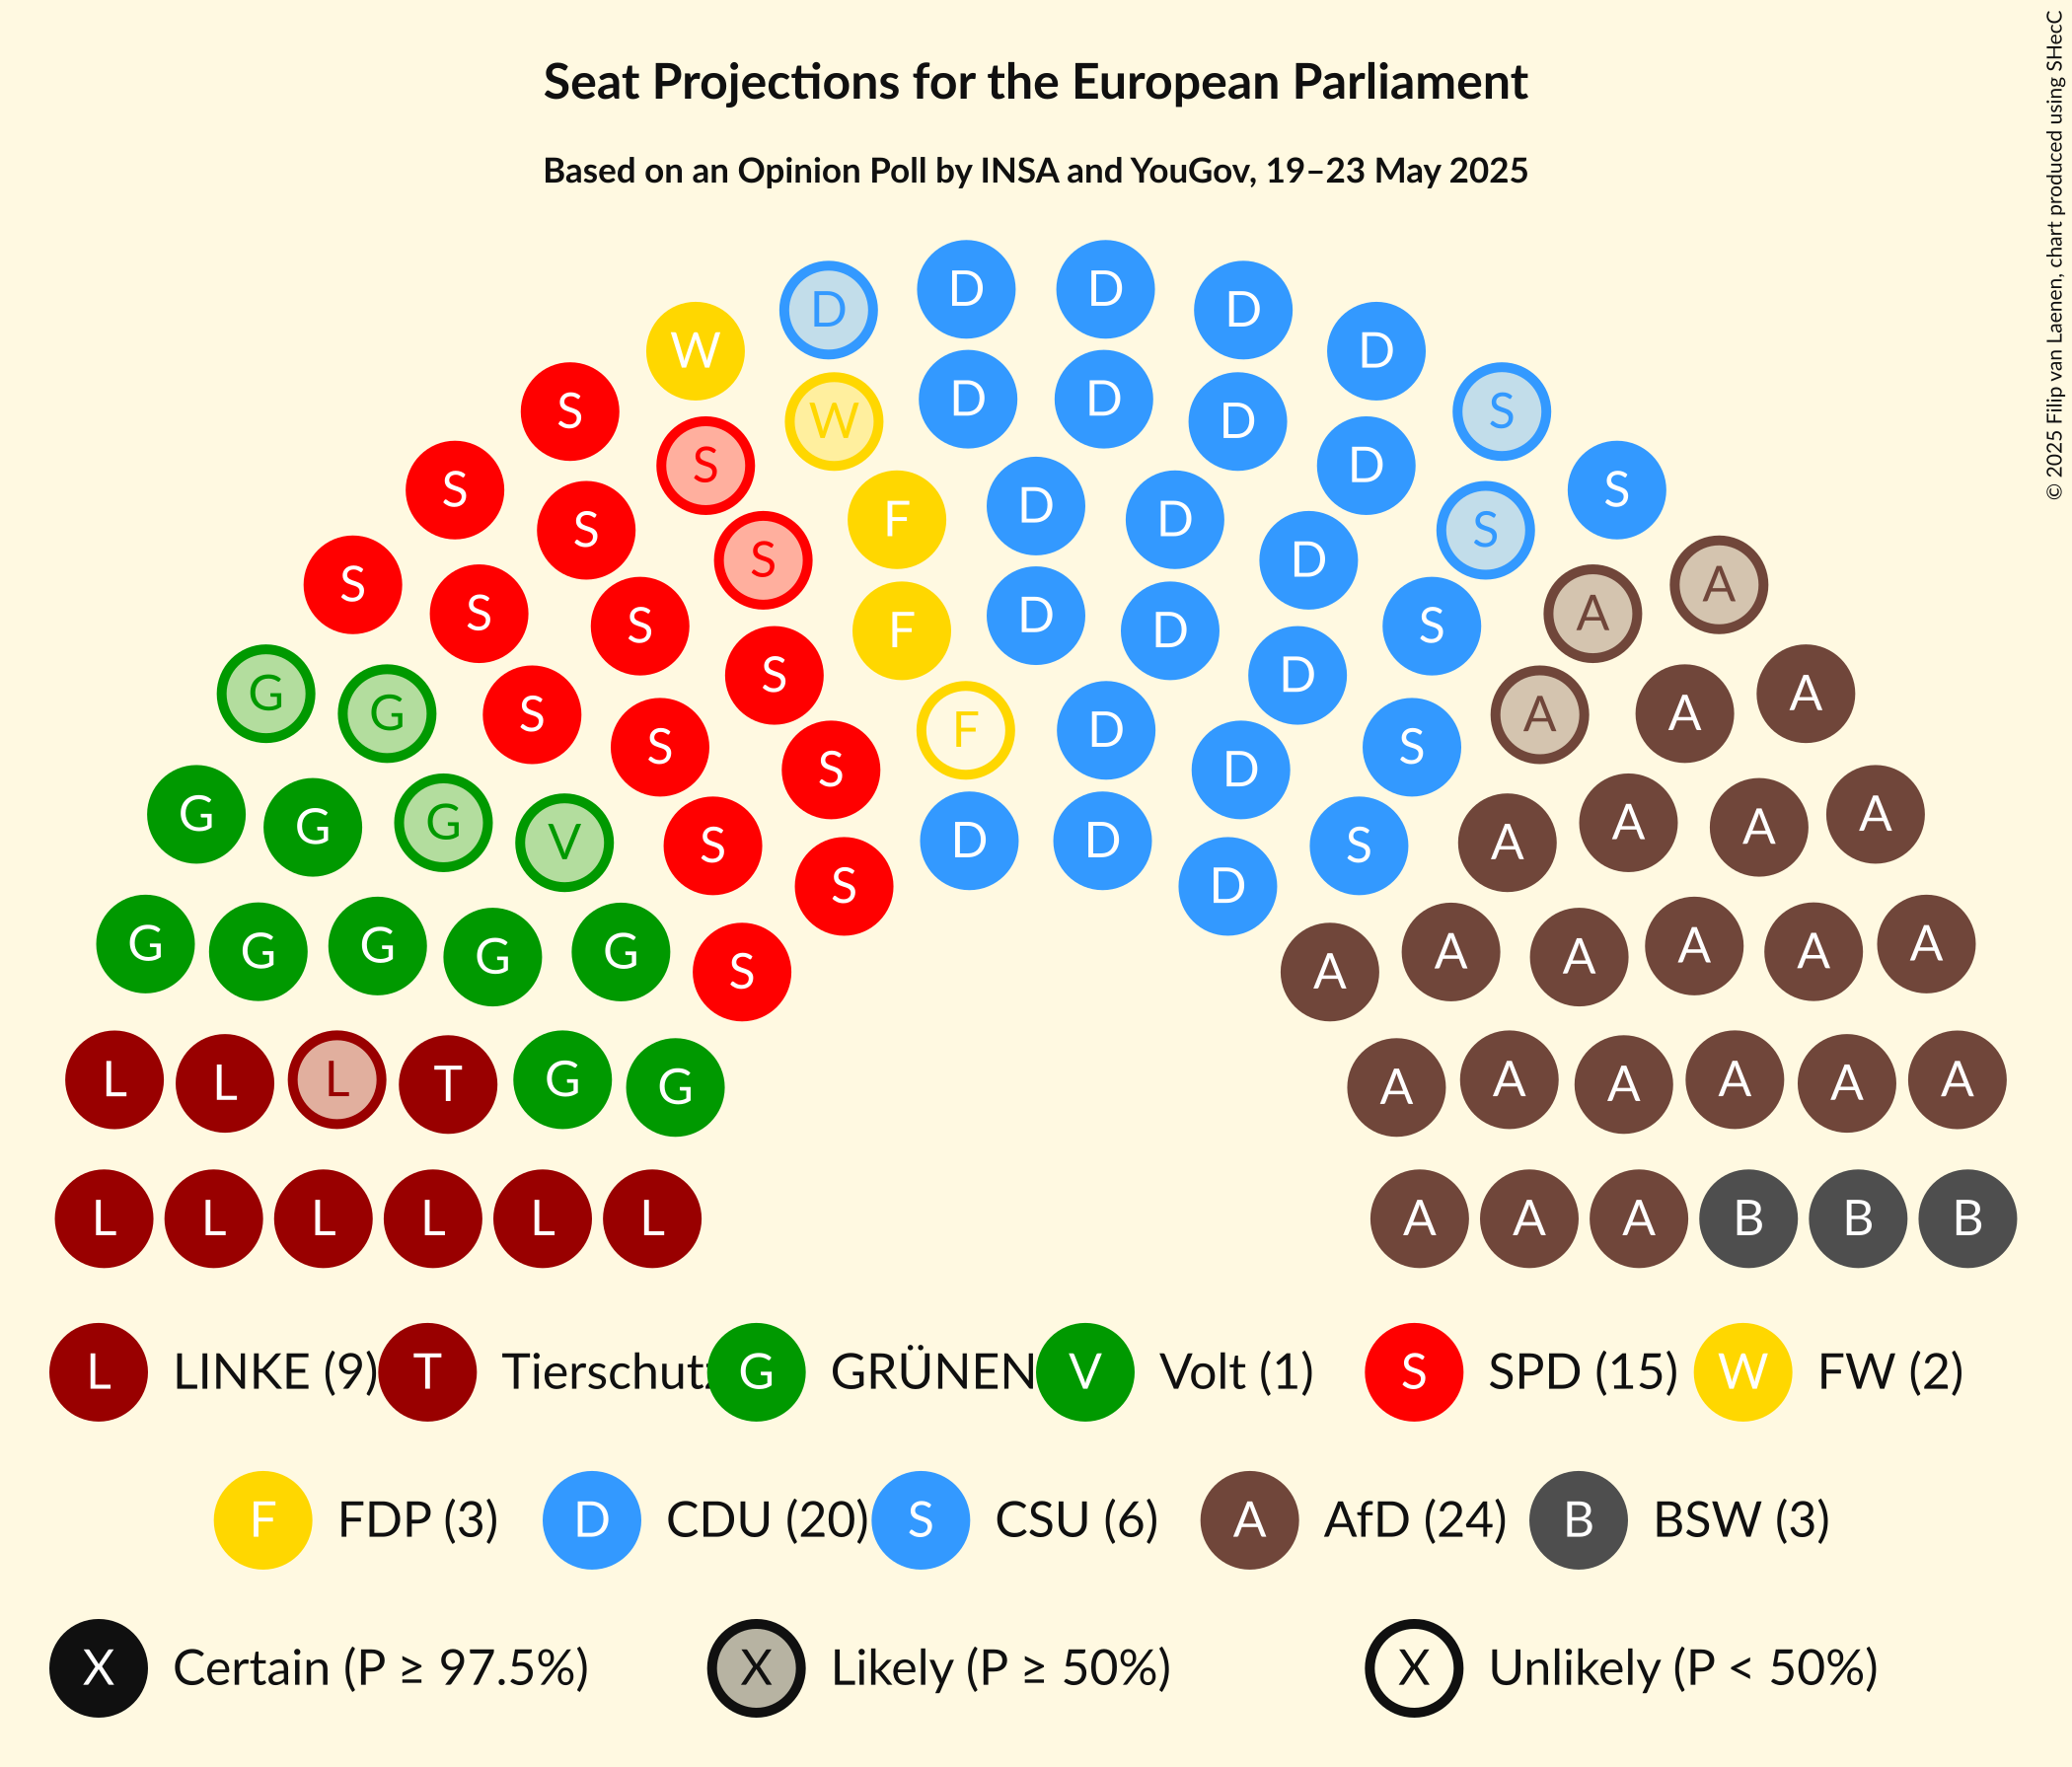 Seat Projections for the European Parliament
Based on an Opinion Poll by INSA and YouGov, 19–23 May 2025
© 2025 Filip van Laenen, chart produced using SHecC
D D
D D
W D
D D
S S
W D
S D
S S
D
F D
S S
S D
S A
S D A
S F D S
S D
G A
G S A A
F D
S S
S D
G A
G G A A
V S D D S A
S D
G G G G G S A A A A A A
L L L T G G A A A A A A
L L L L L L A A A B B B
L LINKE (9) T Tierschutz G GRÜNEN V Volt (1) S SPD (15) W FW (2)
F FDP (3) D CDU (20) S CSU (6) A AfD (24) B BSW (3)
X Certain (P ≥ 97.5%) X Likely (P ≥ 50%) X Unlikely (P < 50%)